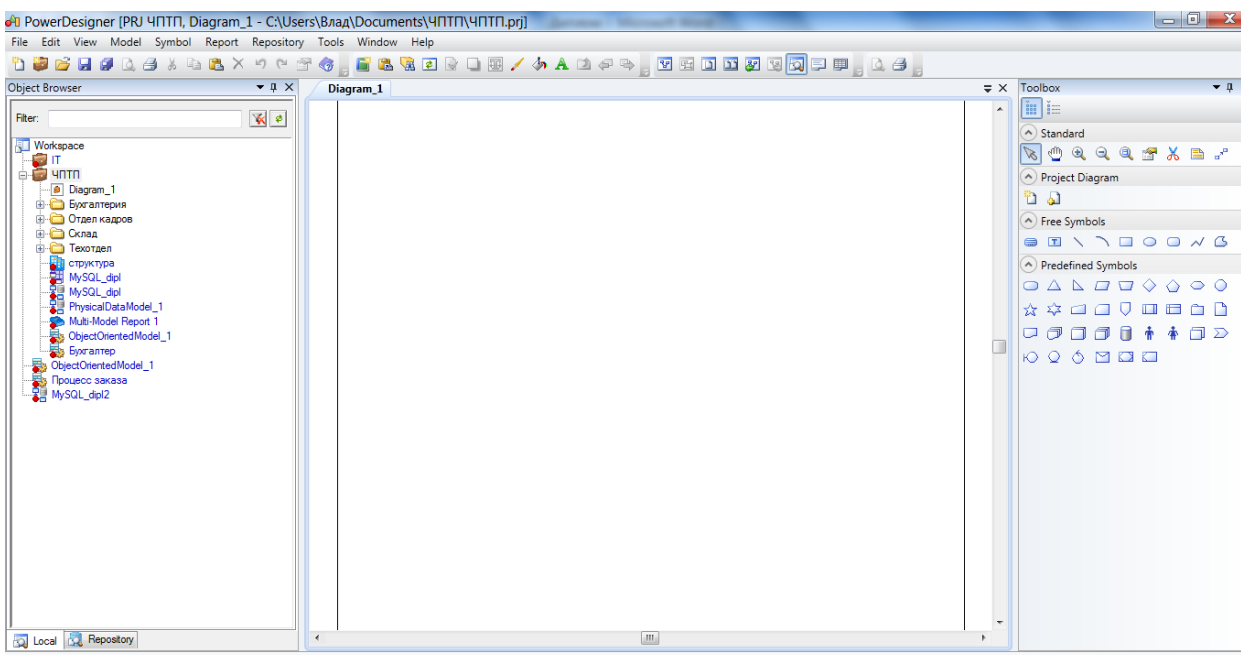 PowerDesigner [PRJ ЧПТП, Diagram_1 - C:\Users\Влад\Documents\ЧПТП\ЧПТП.prj]
File Edit View Model Symbol Report Repository Tools Window Help
Object Browser
Diagram_1
Toolbox
Filter:
Workspace
IT
ЧПТП
Diagram_1
Бухгалтерия
Отдел кадров
Склад
Техотдел
структура
MySQL_dipl
MySQL_dipl
PhysicalDataModel_1
Multi-Model Report 1
ObjectOrientedModel_1
Бухгалтер
ObjectOrientedModel_1
Процесс заказа
MySQL_dipl2
Local Repository
Standard
Project Diagram
Free Symbols
Predefined Symbols